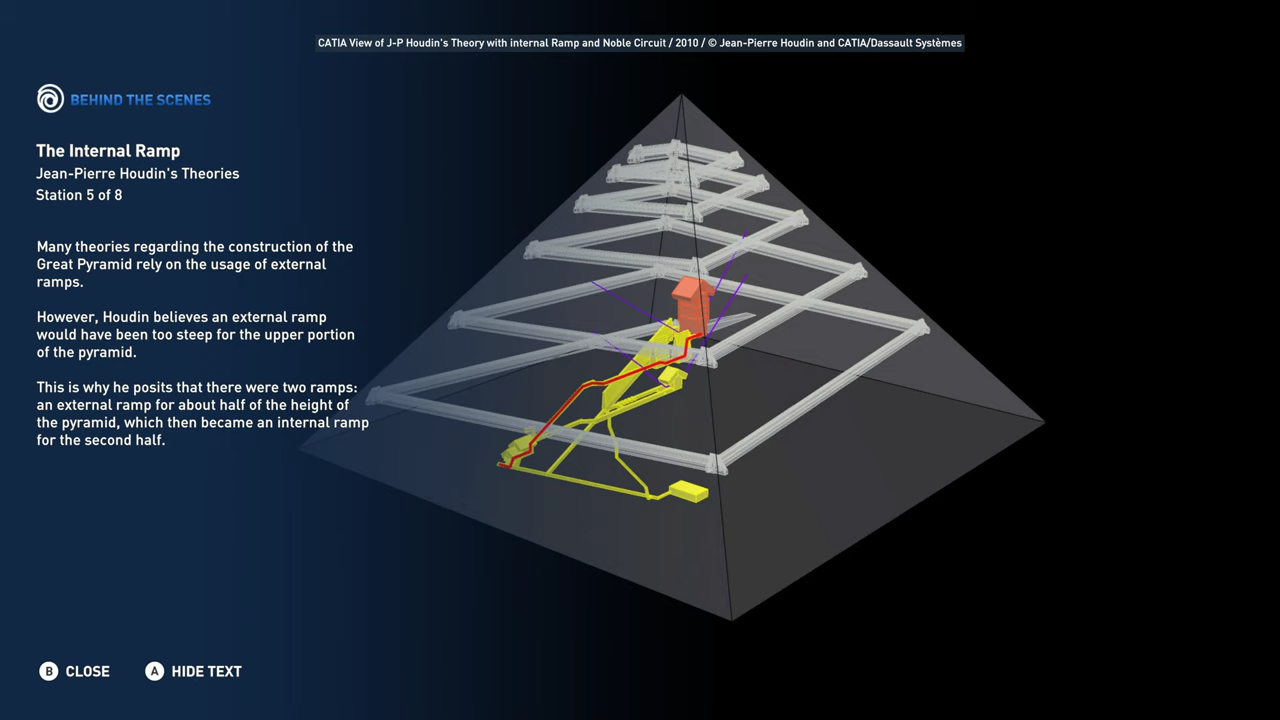 CATIA View of J-P Houdin's Theory with internal Ramp and Noble Circuit / 2010 / © Jean-Pierre Houdin and CATIA/Dassault Systèmes
BEHIND THE SCENES
The Internal Ramp
Jean-Pierre Houdin's Theories
Station 5 of 8
Many theories regarding the construction of the
Great Pyramid rely on the usage of external
ramps.
However, Houdin believes an external ramp
would have been too steep for the upper portion
of the pyramid.
This is why he posits that there were two ramps:
an external ramp for about half of the height of
the pyramid, which then became an internal ramp
for the second half.
B CLOSE
A HIDE TEXT